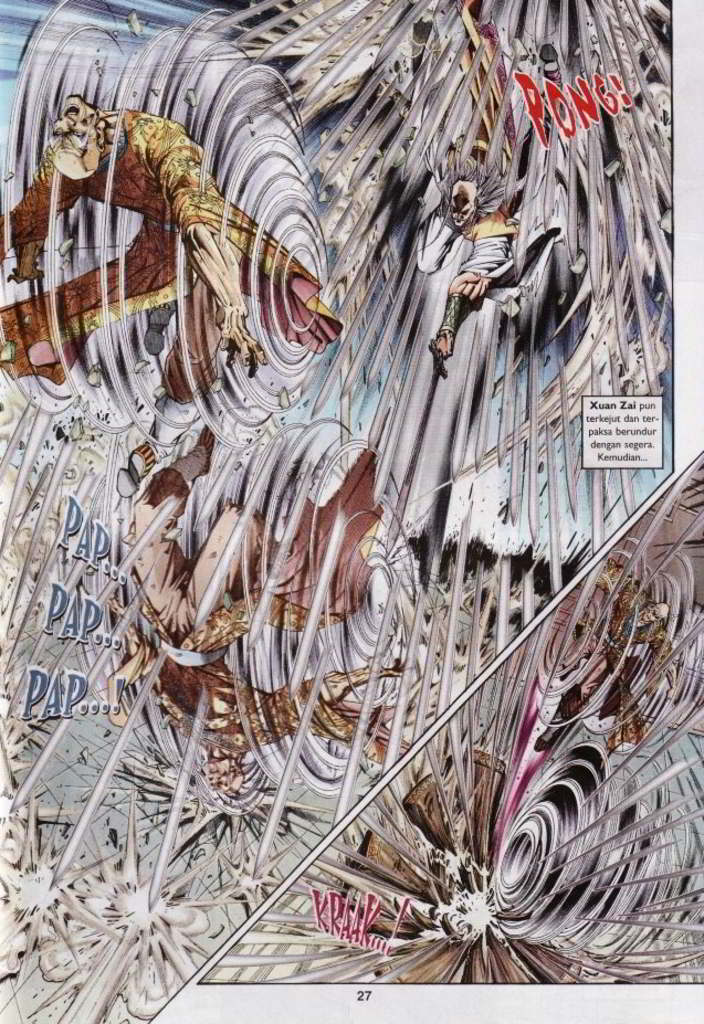 PONG!
Xuan Zai pun
terkejut dan ter-
paksa berundur
dengan segera.
Kemudian...
PAP...
PAP...
PAP...!
KRAAK...!
27